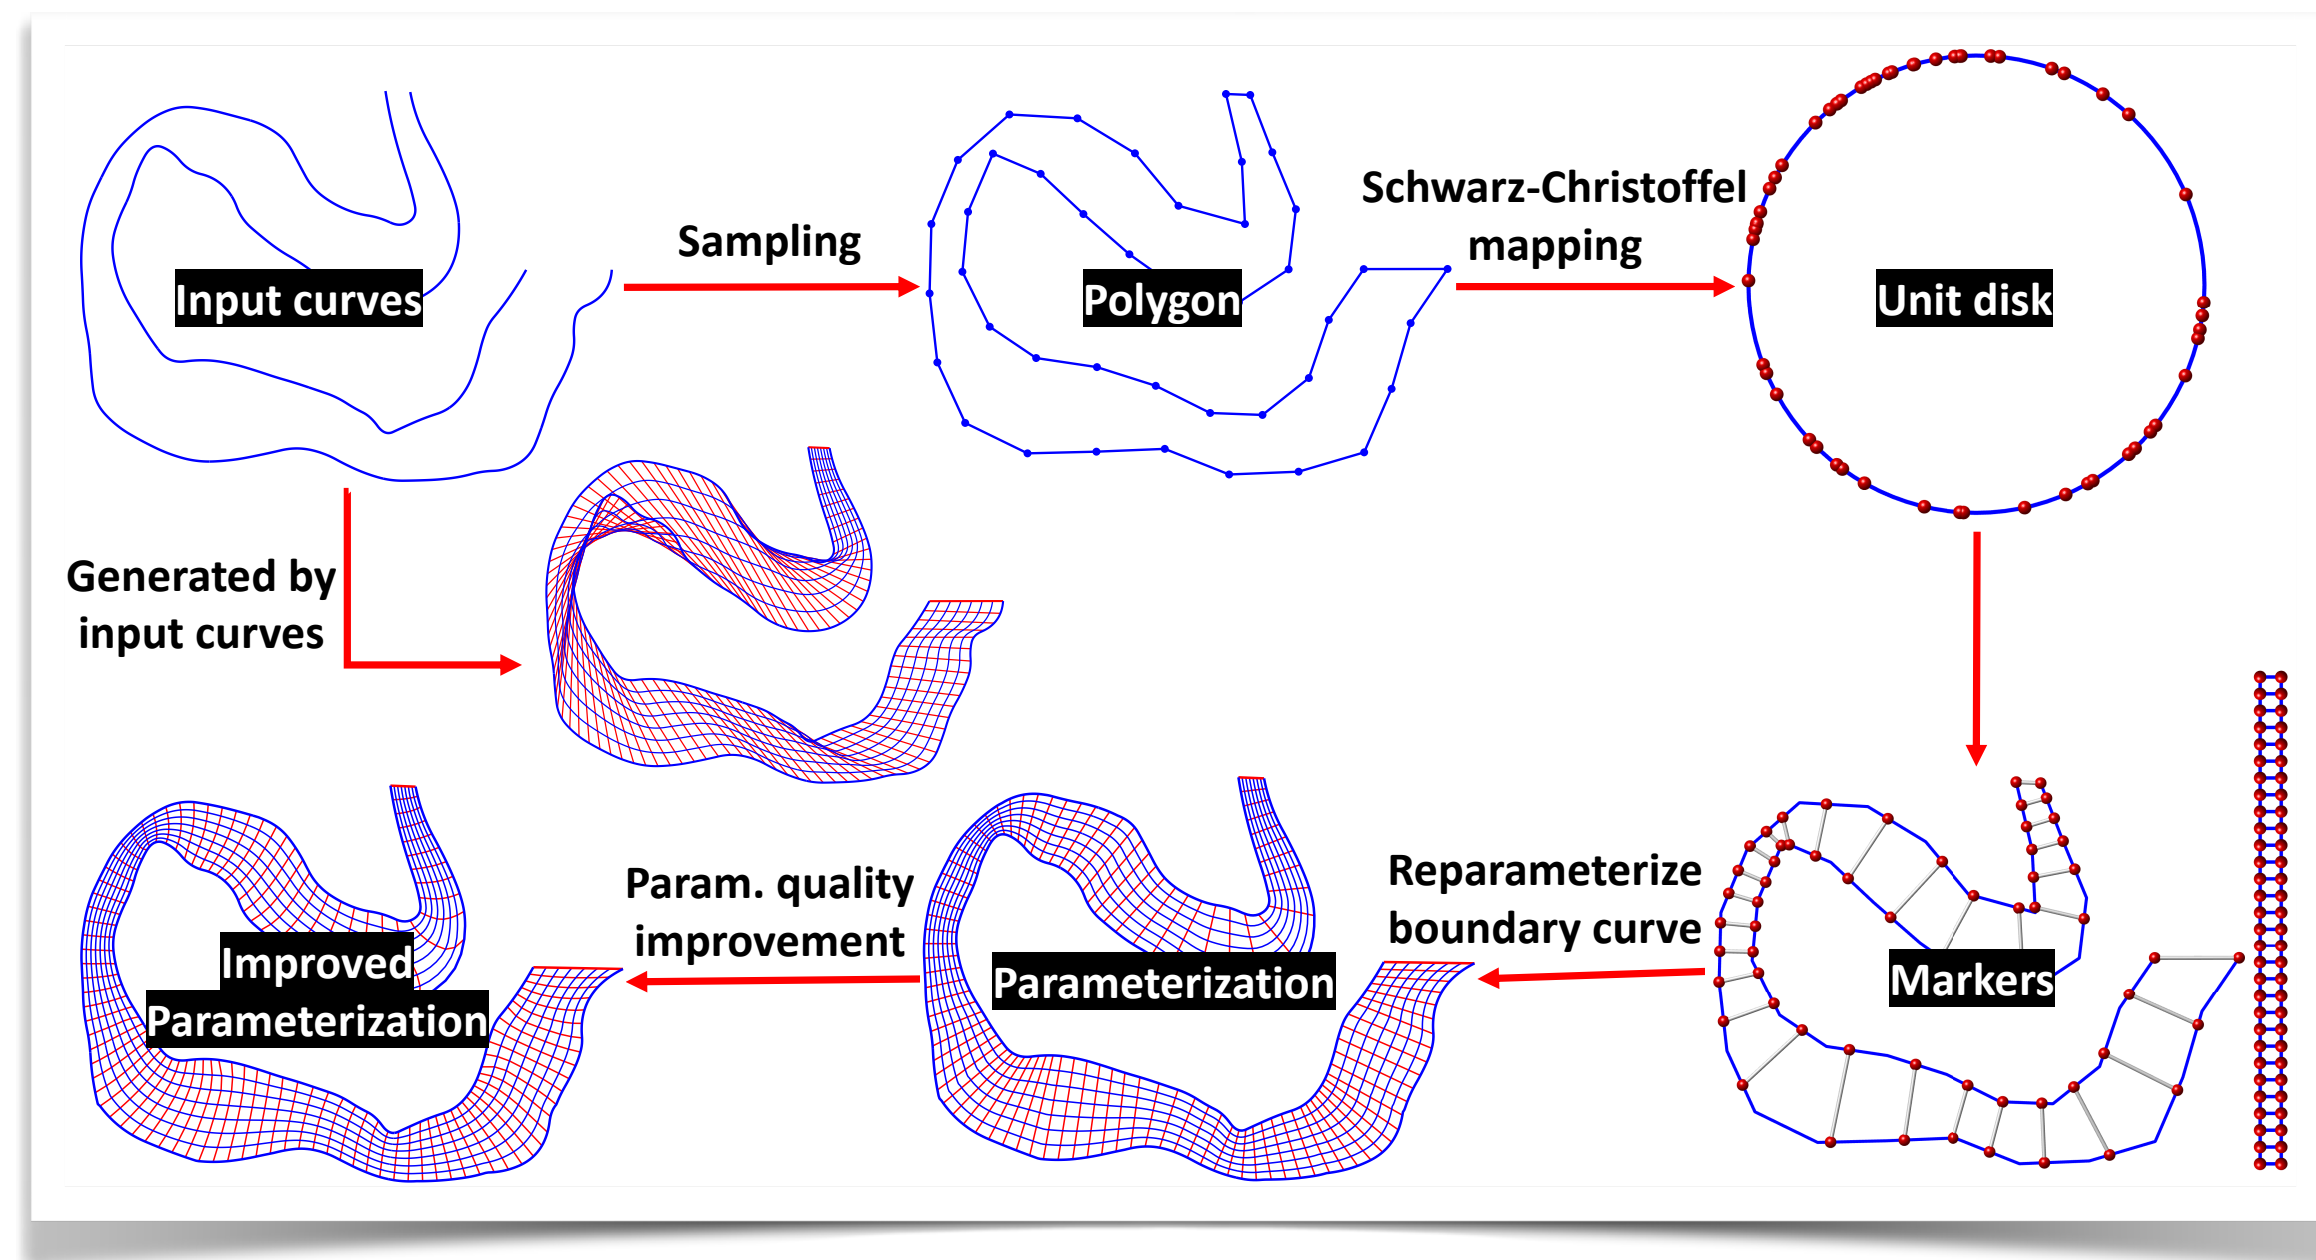 Input curves
Sampling
Polygon
Schwarz-Christoffel
mapping
Unit disk
Generated by
input curves
Markers
Reparameterize
boundary curve
Parameterization
Param. quality
improvement
Improved
Parameterization